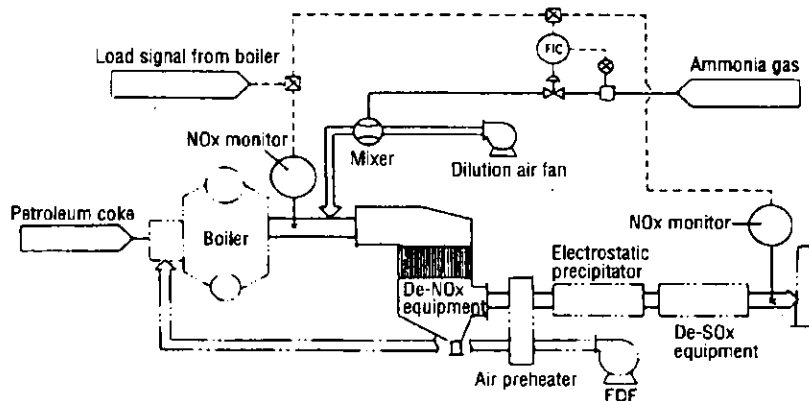 Load signal from boiler
FIC
Ammonia gas
NOx monitor
Mixer
Dilution air fan
Petroleum coke
Boiler
NOx monitor
Electrostatic
precipitator
De-NOx
equipment
De-SOx
equipment
Air preheater
FDF